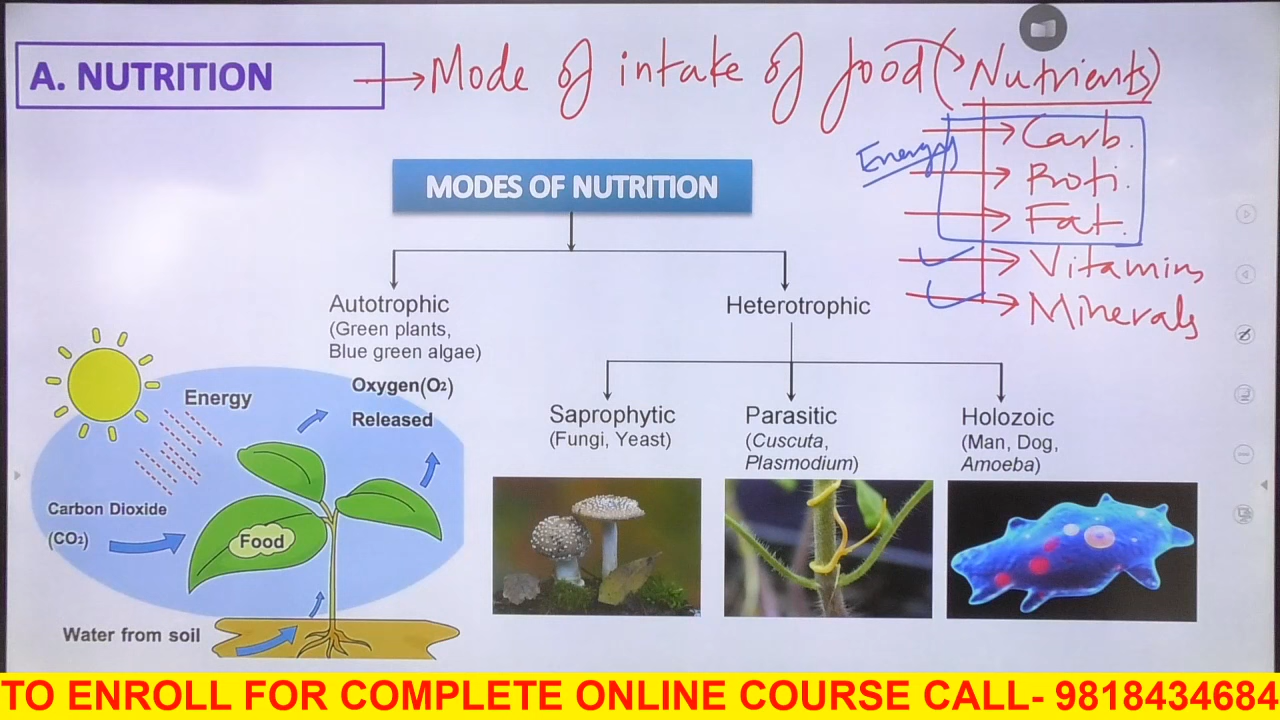 A. NUTRITION → Mode of intake of food (Nutrients)
→ Carb.
Energy
→ Proti.
→ Fat.
→ Vitamins
→ Minerals
MODES OF NUTRITION
Autotrophic
(Green plants,
Blue green algae)
Heterotrophic
Saprophytic
(Fungi, Yeast)
Parasitic
(Cuscuta,
Plasmodium)
Holozoic
(Man, Dog,
Amoeba)
Energy
Oxygen(O₂)
Released
Carbon Dioxide
(CO₂)
Food
Water from soil
TO ENROLL FOR COMPLETE ONLINE COURSE CALL- 9818434684